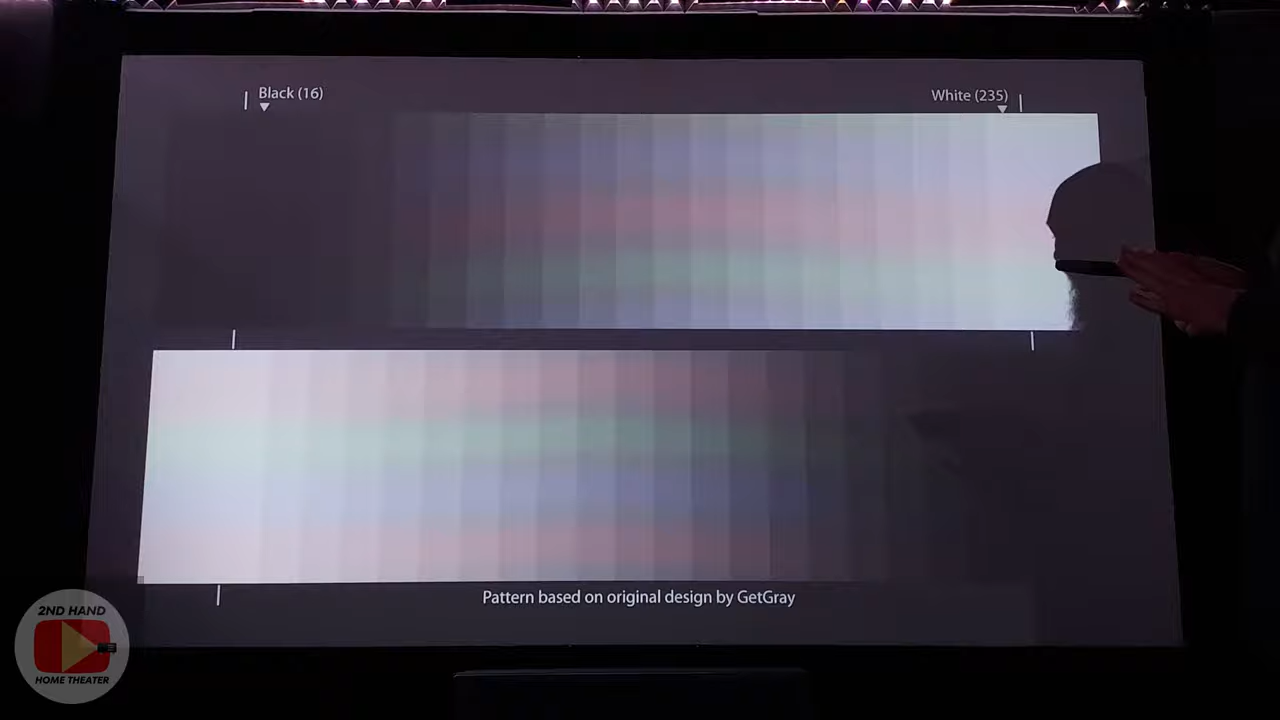 Black (16)
White (235)
Pattern based on original design by GetGray
2ND HAND
HOME THEATER